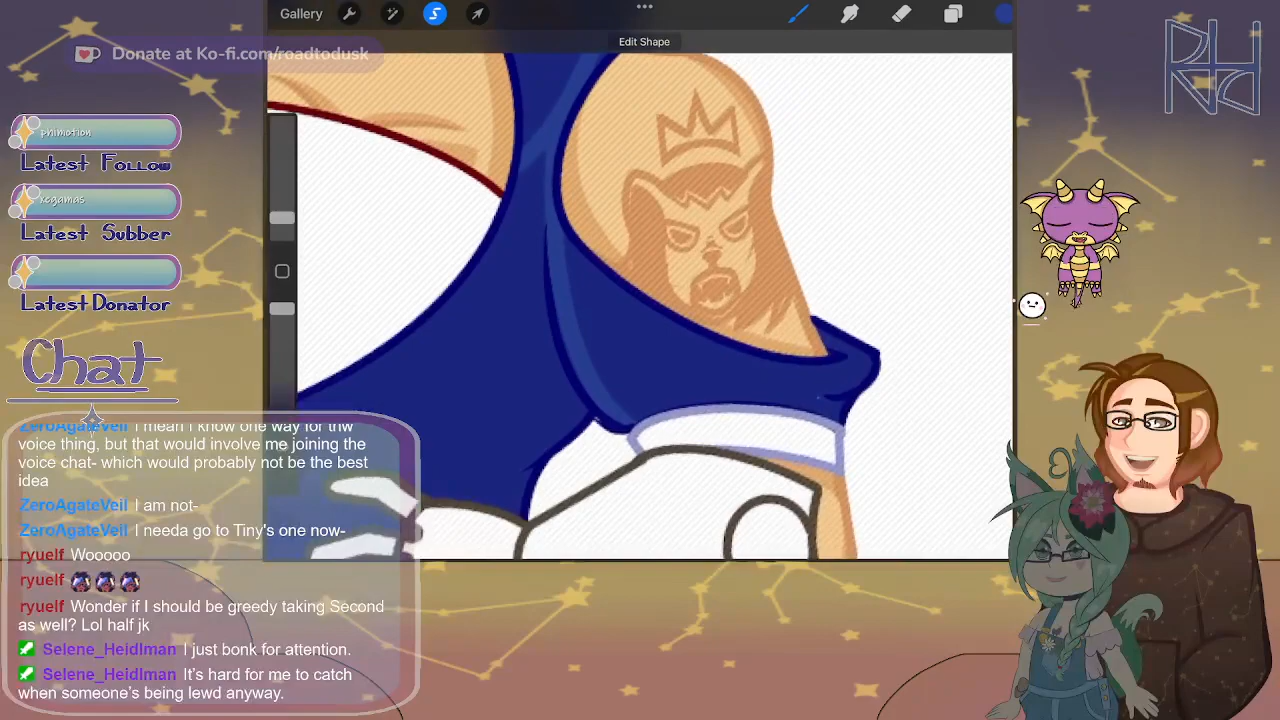 Gallery
Edit Shape
Donate at Ko-fi.com/roadtodusk
pnimotion
Latest Follow
xcgamas
Latest Subber
Latest Donator
Chat
ZeroAgateVeil I mean I know one way for thw
voice thing, but that would involve me joining the
voice chat- which would probably not be the best
idea
ZeroAgateVeil I am not-
ZeroAgateVeil I needa go to Tiny's one now-
ryuelf Wooooo
ryuelf
ryuelf Wonder if I should be greedy taking Second
as well? Lol half jk
Selene_Heidlman I just bonk for attention.
Selene_Heidlman It's hard for me to catch
when someone's being lewd anyway.